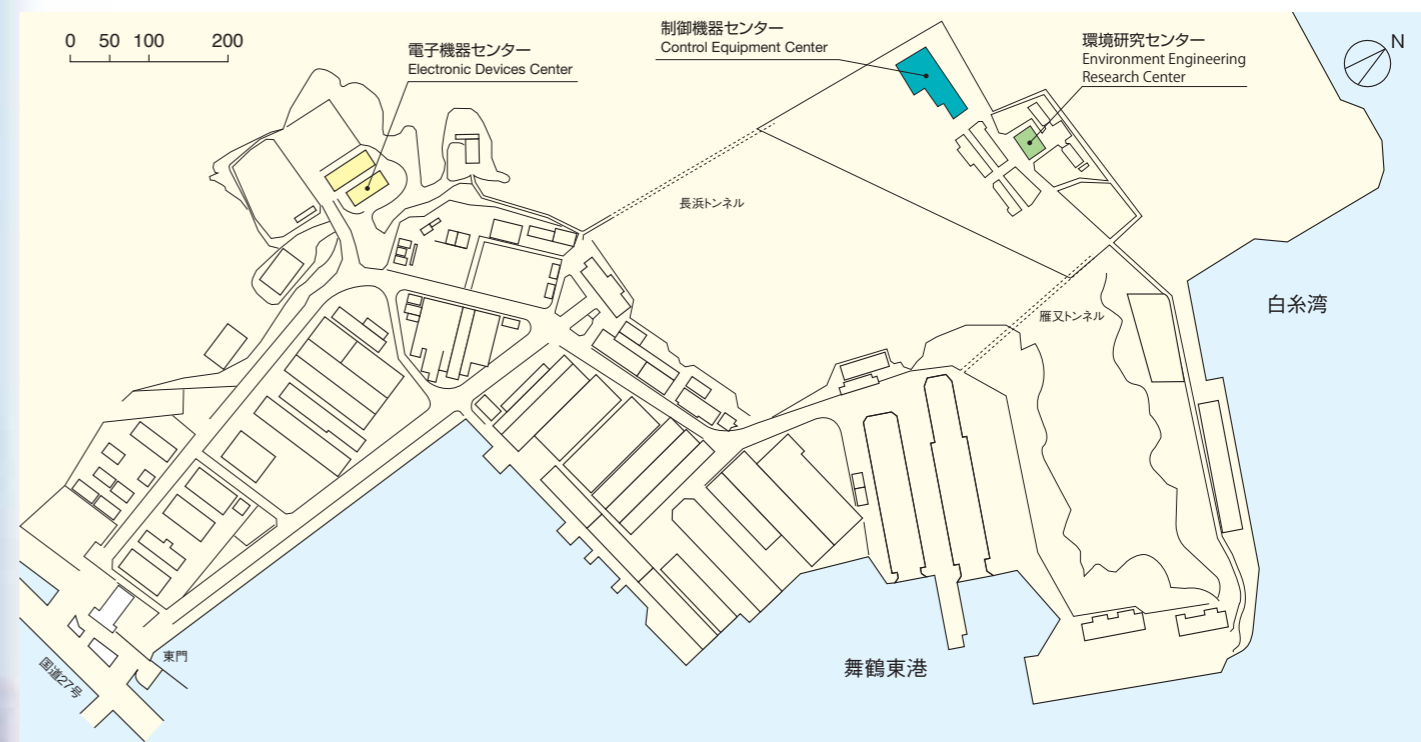 0 50 100 200
電子機器センター
Electronic Devices Center
制御機器センター
Control Equipment Center
環境研究センター
Environment Engineering
Research Center
N
長浜トンネル
雁又トンネル
白糸湾
舞鶴東港
東門
国道27号